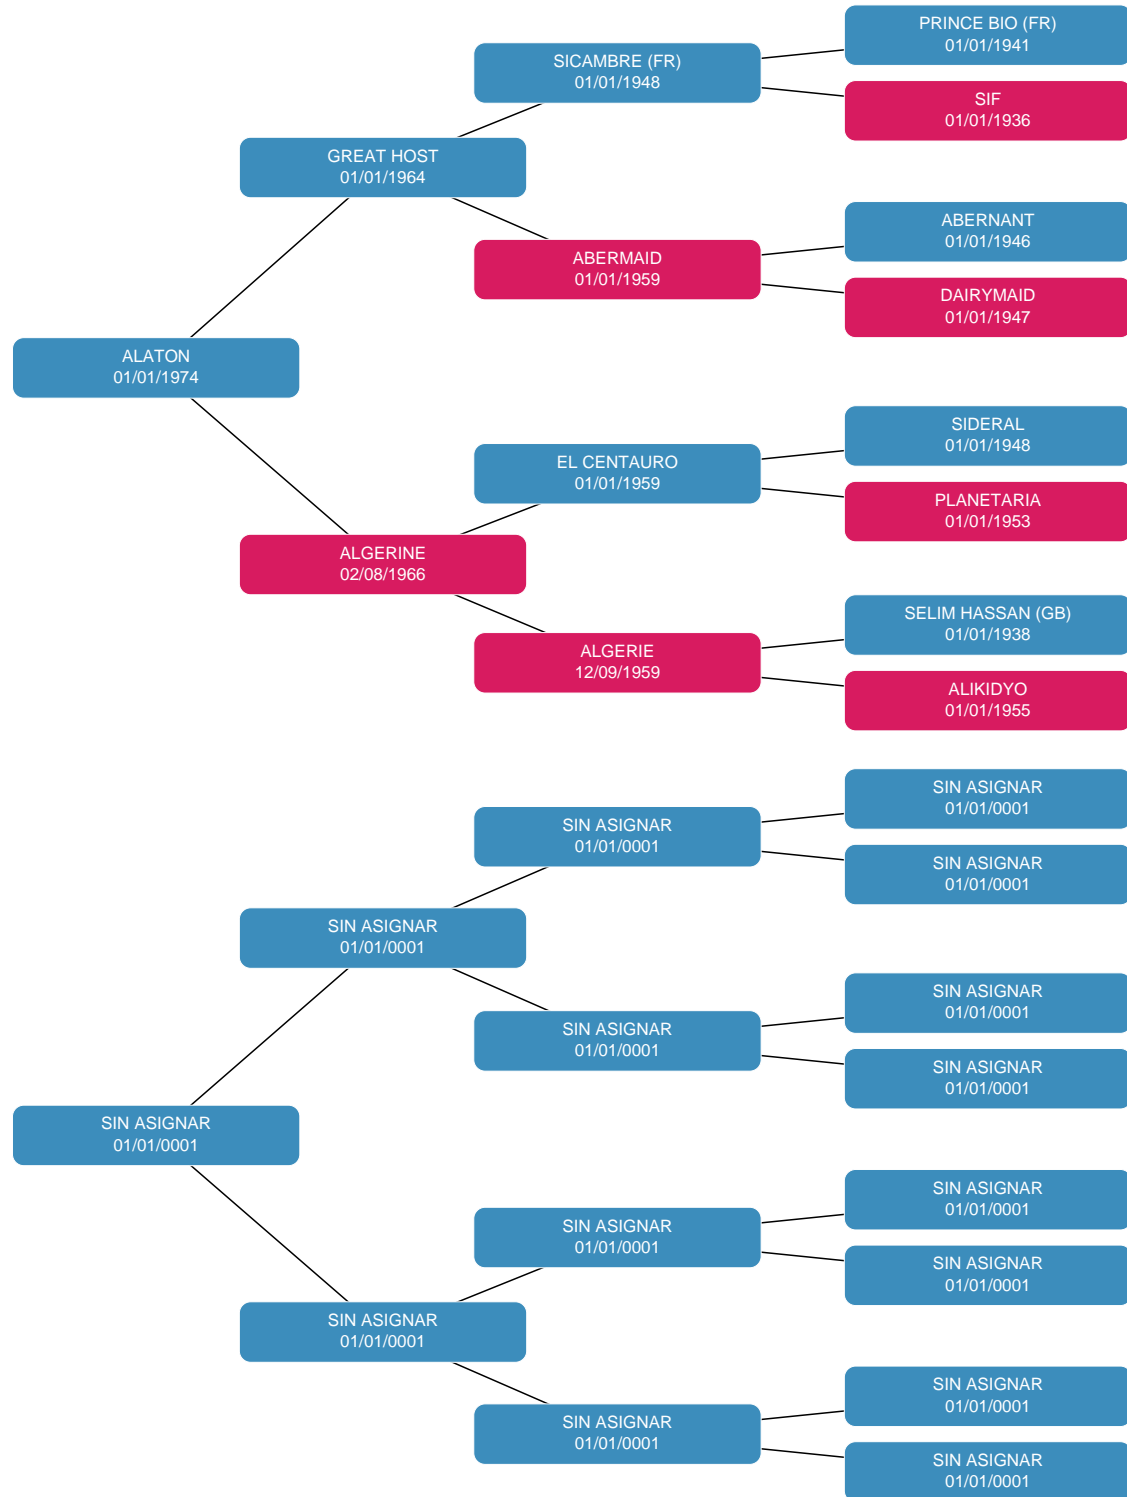 PRINCE BIO (FR)
01/01/1941
SICAMBRE (FR)
01/01/1948
SIF
01/01/1936
GREAT HOST
01/01/1964
ABERNANT
01/01/1946
ABERMAID
01/01/1959
DAIRYMAID
01/01/1947
ALATON
01/01/1974
SIDERAL
01/01/1948
EL CENTAURO
01/01/1959
PLANETARIA
01/01/1953
ALGERINE
02/08/1966
SELIM HASSAN (GB)
01/01/1938
ALGERIE
12/09/1959
ALIKIDYO
01/01/1955
SIN ASIGNAR
01/01/0001
SIN ASIGNAR
01/01/0001
SIN ASIGNAR
01/01/0001
SIN ASIGNAR
01/01/0001
SIN ASIGNAR
01/01/0001
SIN ASIGNAR
01/01/0001
SIN ASIGNAR
01/01/0001
SIN ASIGNAR
01/01/0001
SIN ASIGNAR
01/01/0001
SIN ASIGNAR
01/01/0001
SIN ASIGNAR
01/01/0001
SIN ASIGNAR
01/01/0001
SIN ASIGNAR
01/01/0001
SIN ASIGNAR
01/01/0001
SIN ASIGNAR
01/01/0001